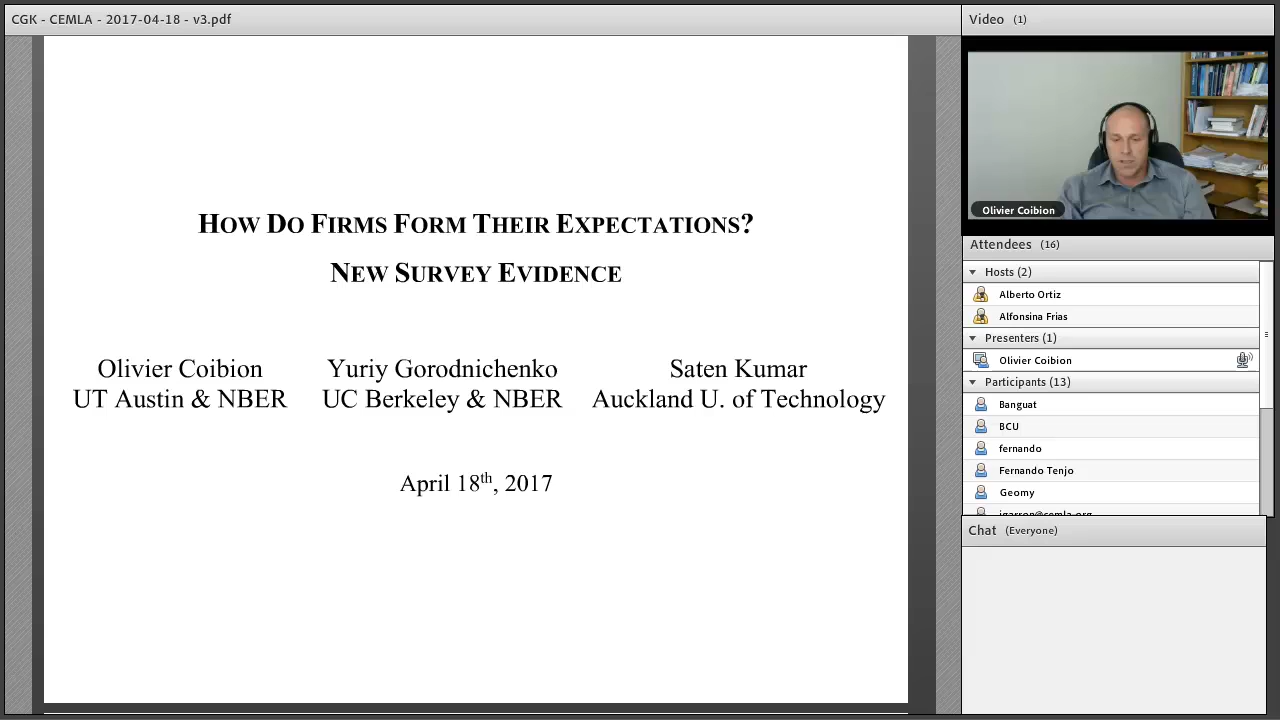 CGK - CEMLA - 2017-04-18 - v3.pdf
HOW DO FIRMS FORM THEIR EXPECTATIONS?
NEW SURVEY EVIDENCE
Olivier Coibion
UT Austin & NBER
Yuriy Gorodnichenko
UC Berkeley & NBER
Saten Kumar
Auckland U. of Technology
April 18th, 2017
Video (1)
Olivier Coibion
Attendees (16)
Hosts (2)
Alberto Ortiz
Alfonsina Frias
Presenters (1)
Olivier Coibion
Participants (13)
Banguat
BCU
fernando
Fernando Tenjo
Geomy
Chat (Everyone)